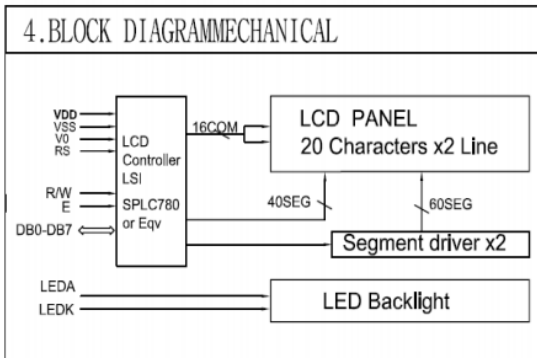 4.BLOCK DIAGRAMMECHANICAL
VDD
VSS
V0
RS
R/W
E
DB0-DB7
LCD
Controller
LSI
SPLC780
or Eqv
16COM
LCD PANEL
20 Characters x2 Line
40SEG
60SEG
Segment driver x2
LEDA
LEDK
LED Backlight